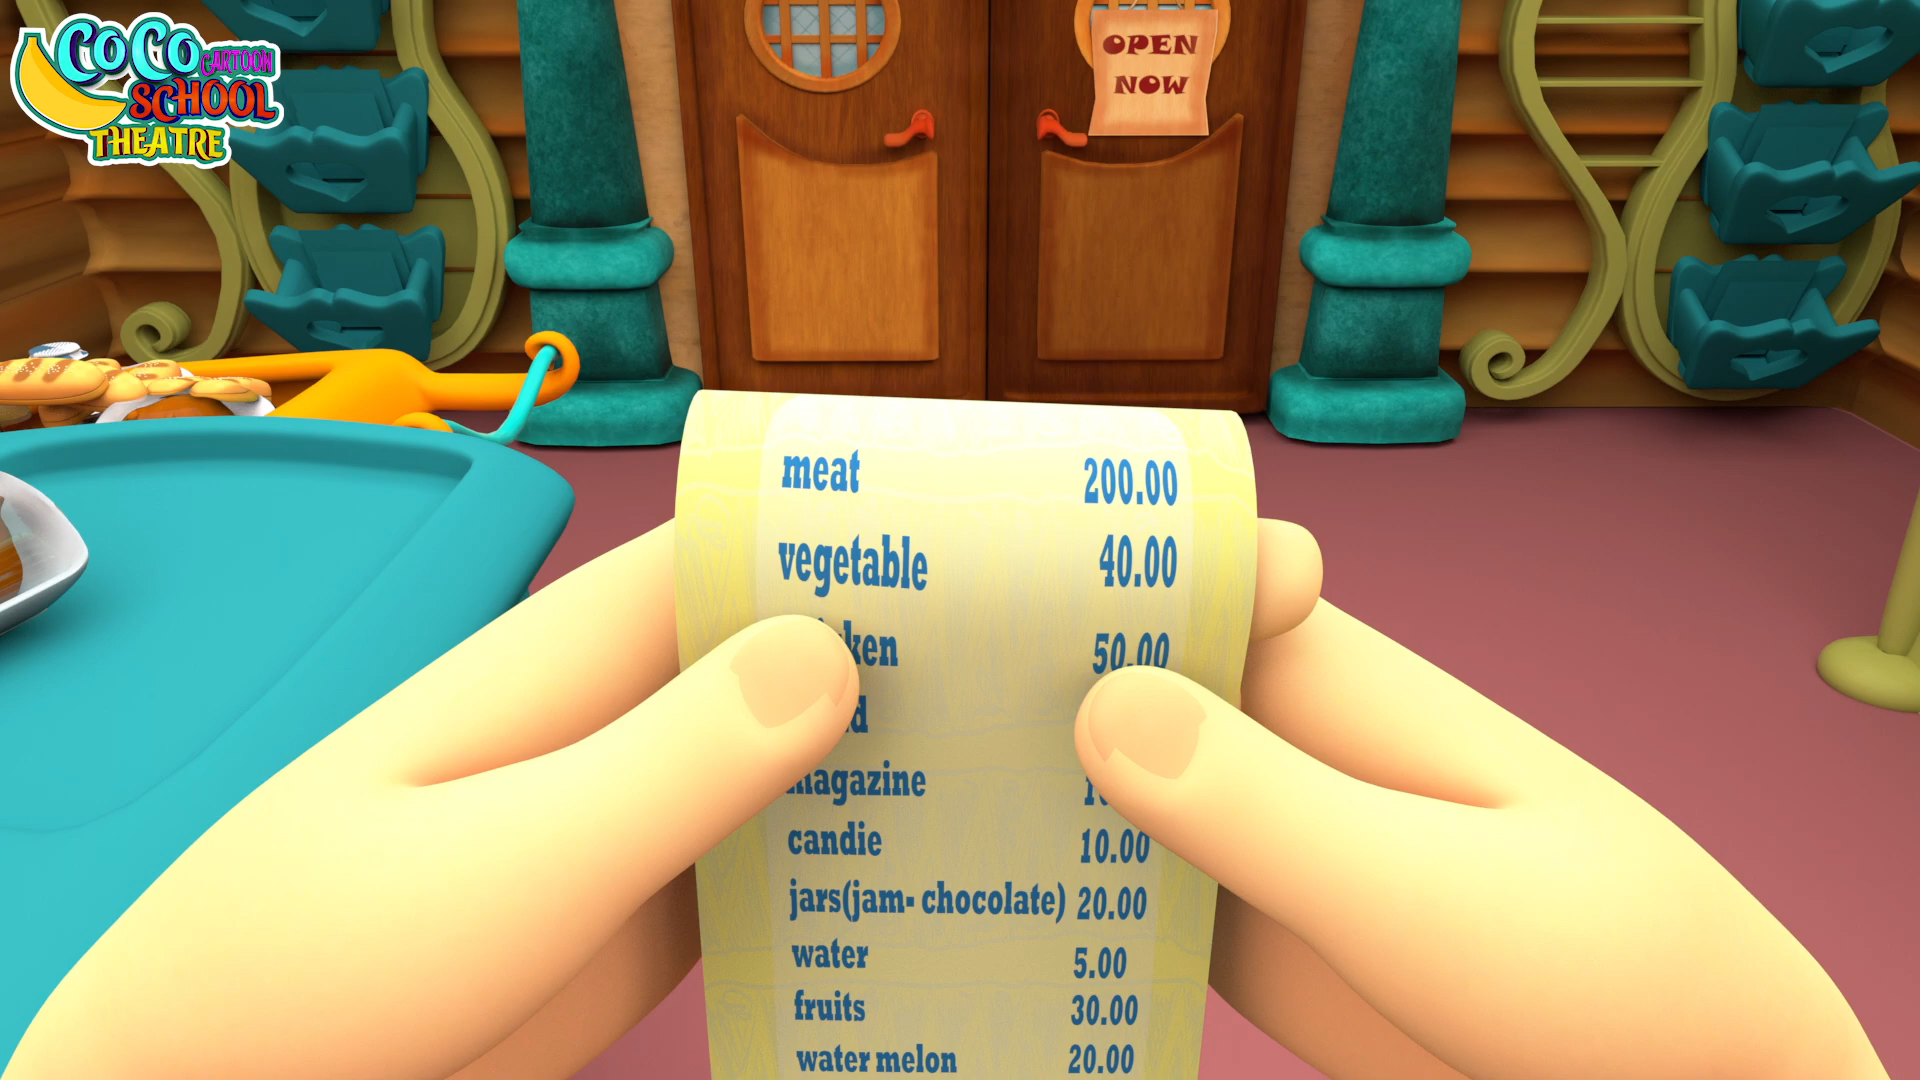 COCO CARTOON
SCHOOL
THEATRE
OPEN
NOW
meat 200.00
vegetable 40.00
50.00
magazine
candie 10.00
jars(jam- chocolate) 20.00
water 5.00
fruits 30.00
water melon 20.00